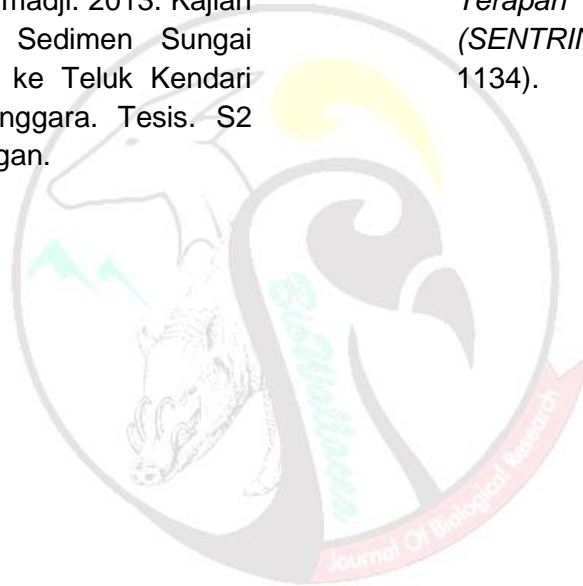 madji. 2013. Kajian
Sedimen Sungai
ke Teluk Kendari
nggara. Tesis. S2
gan.
Terapan
(SENTRIN
1134).
BioWallacea
Journal Of Biological Research